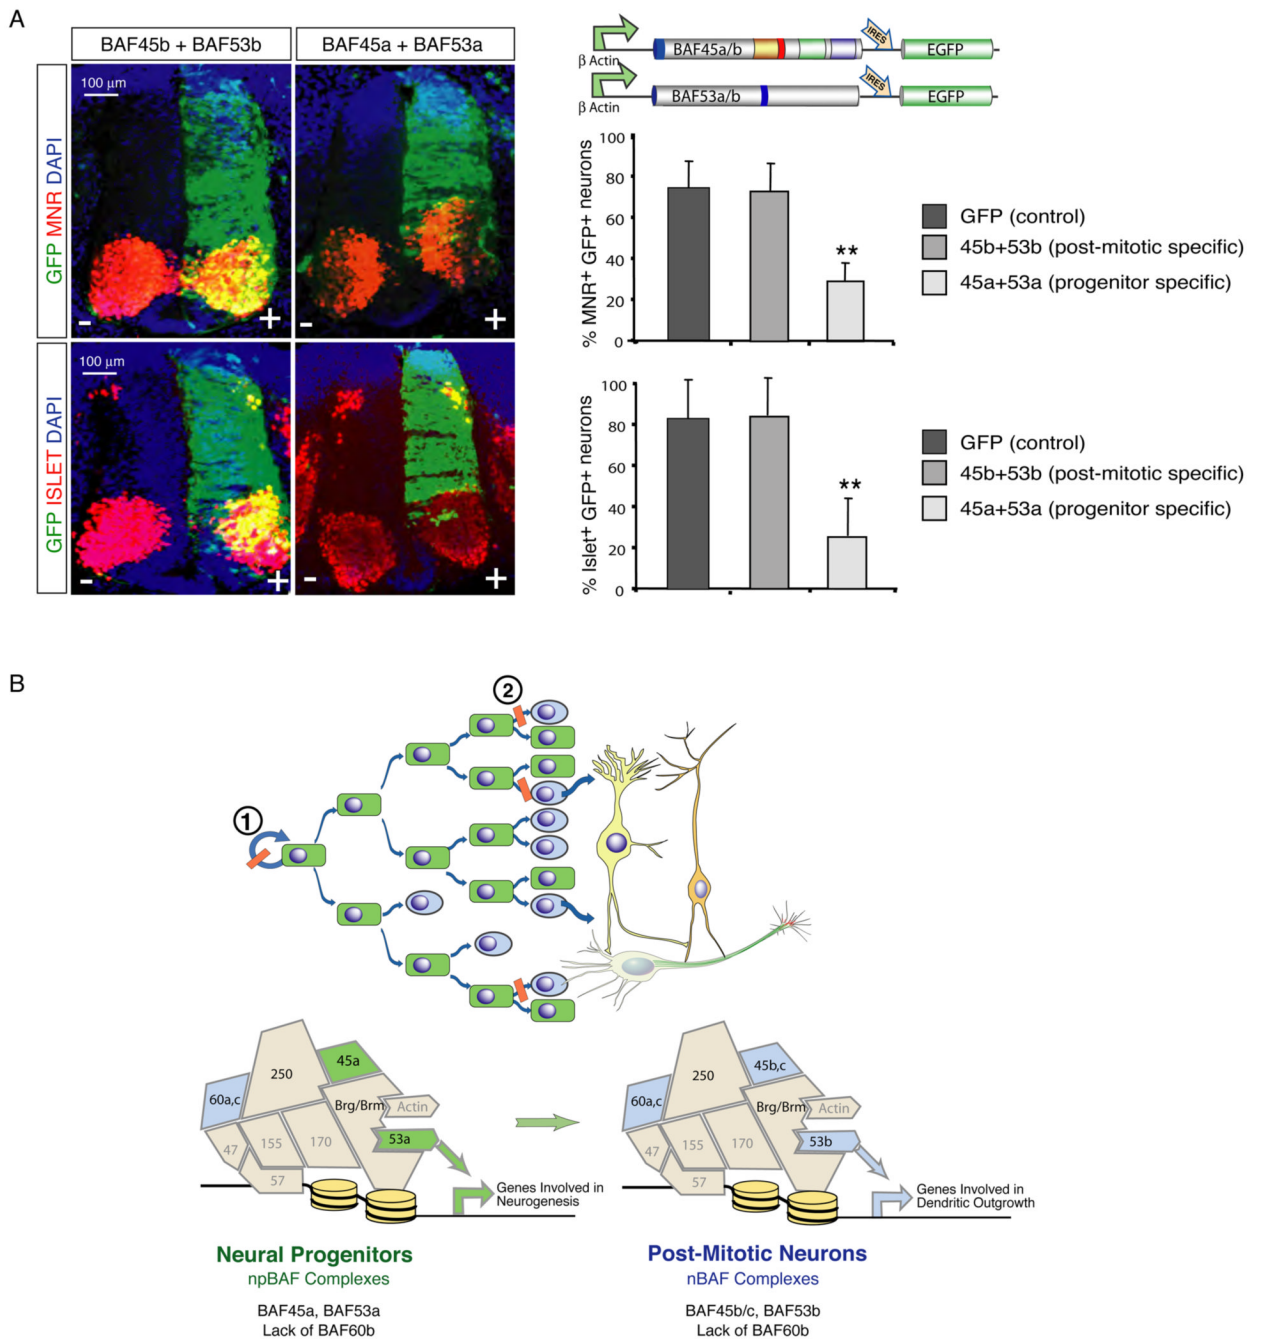 A
BAF45b + BAF53b
BAF45a + BAF53a
GFP MNR DAPI
100 μm
-
+
-
+
GFP ISLET DAPI
100 μm
-
+
-
+
β Actin
BAF45a/b
IRES
EGFP
β Actin
BAF53a/b
IRES
EGFP
% MNR+ GFP+ neurons
100
80
60
40
20
0
**
GFP (control)
45b+53b (post-mitotic specific)
45a+53a (progenitor specific)
% Islet+ GFP+ neurons
100
80
60
40
20
0
**
GFP (control)
45b+53b (post-mitotic specific)
45a+53a (progenitor specific)
B
1
2
250
45a
60a,c
Brg/Brm
Actin
47
155
170
53a
57
Genes Involved in
Neurogenesis
250
45b,c
60a,c
Brg/Brm
Actin
47
155
170
53b
57
Genes Involved in
Dendritic Outgrowth
Neural Progenitors
npBAF Complexes
BAF45a, BAF53a
Lack of BAF60b
Post-Mitotic Neurons
nBAF Complexes
BAF45b/c, BAF53b
Lack of BAF60b